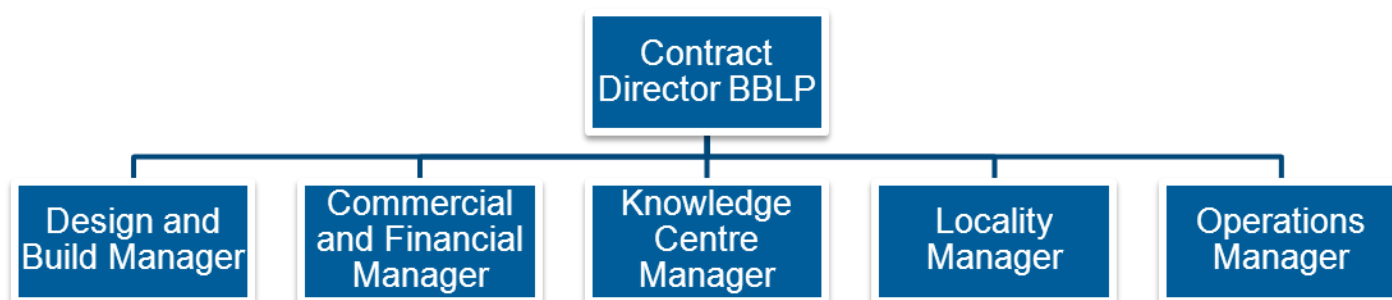 Contract
Director BBLP
Design and
Build Manager
Commercial
and Financial
Manager
Knowledge
Centre
Manager
Locality
Manager
Operations
Manager